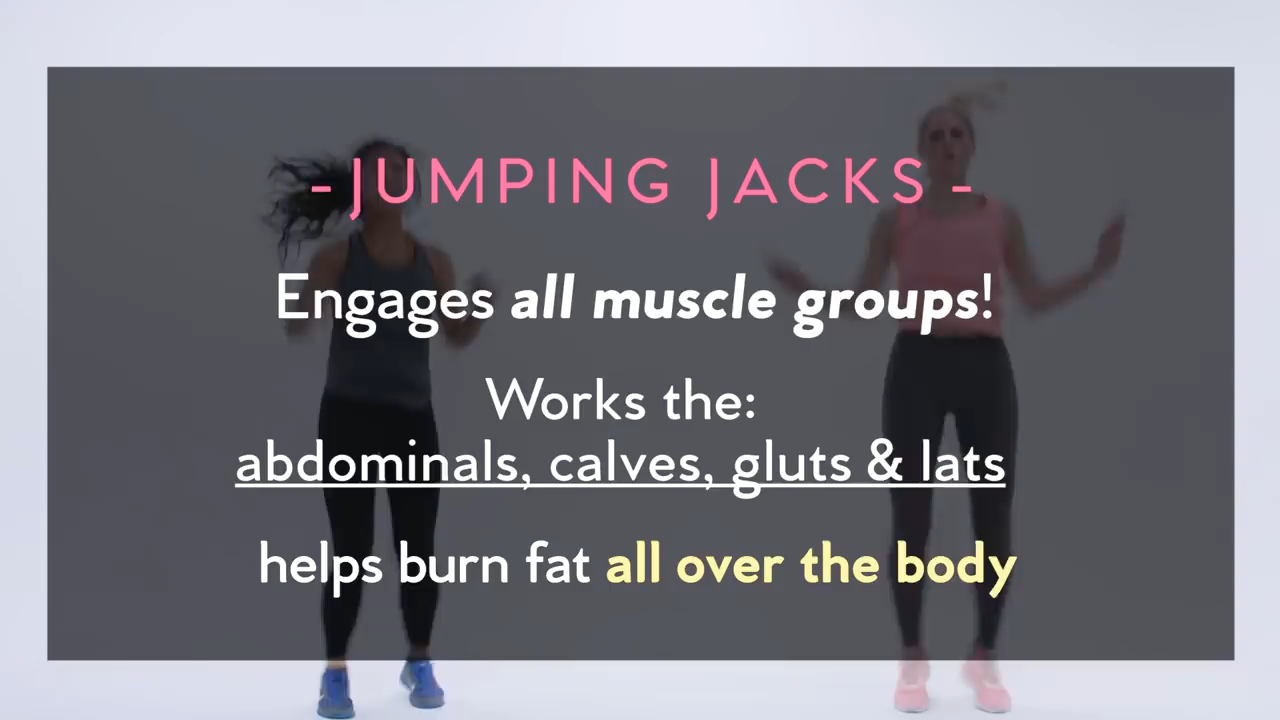 - JUMPING JACKS -
Engages all muscle groups!
Works the:
abdominals, calves, gluts & lats
helps burn fat all over the body